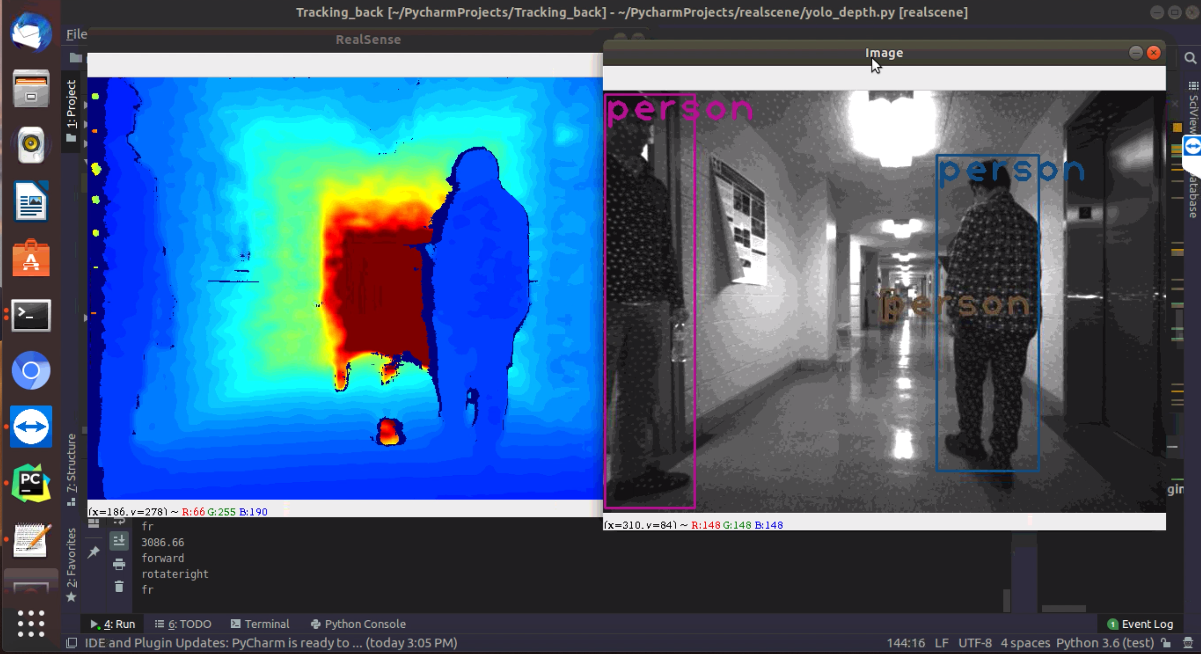 Tracking_back [~/PycharmProjects/Tracking_back] - ~/PycharmProjects/realscene/yolo_depth.py [realscene]
File
RealSense
Image
1: Project
SciView
Database
person
person
person
(x=186, y=278) ~ R:66 G:255 B:190
(x=310, y=84) ~ R:148 G:148 B:148
7: Structure
2: Favorites
fr
3086.66
forward
rotateright
fr
4: Run
6: TODO
Terminal
Python Console
1 Event Log
IDE and Plugin Updates: PyCharm is ready to ... (today 3:05 PM)
144:16 LF UTF-8 4 spaces Python 3.6 (test)
PC